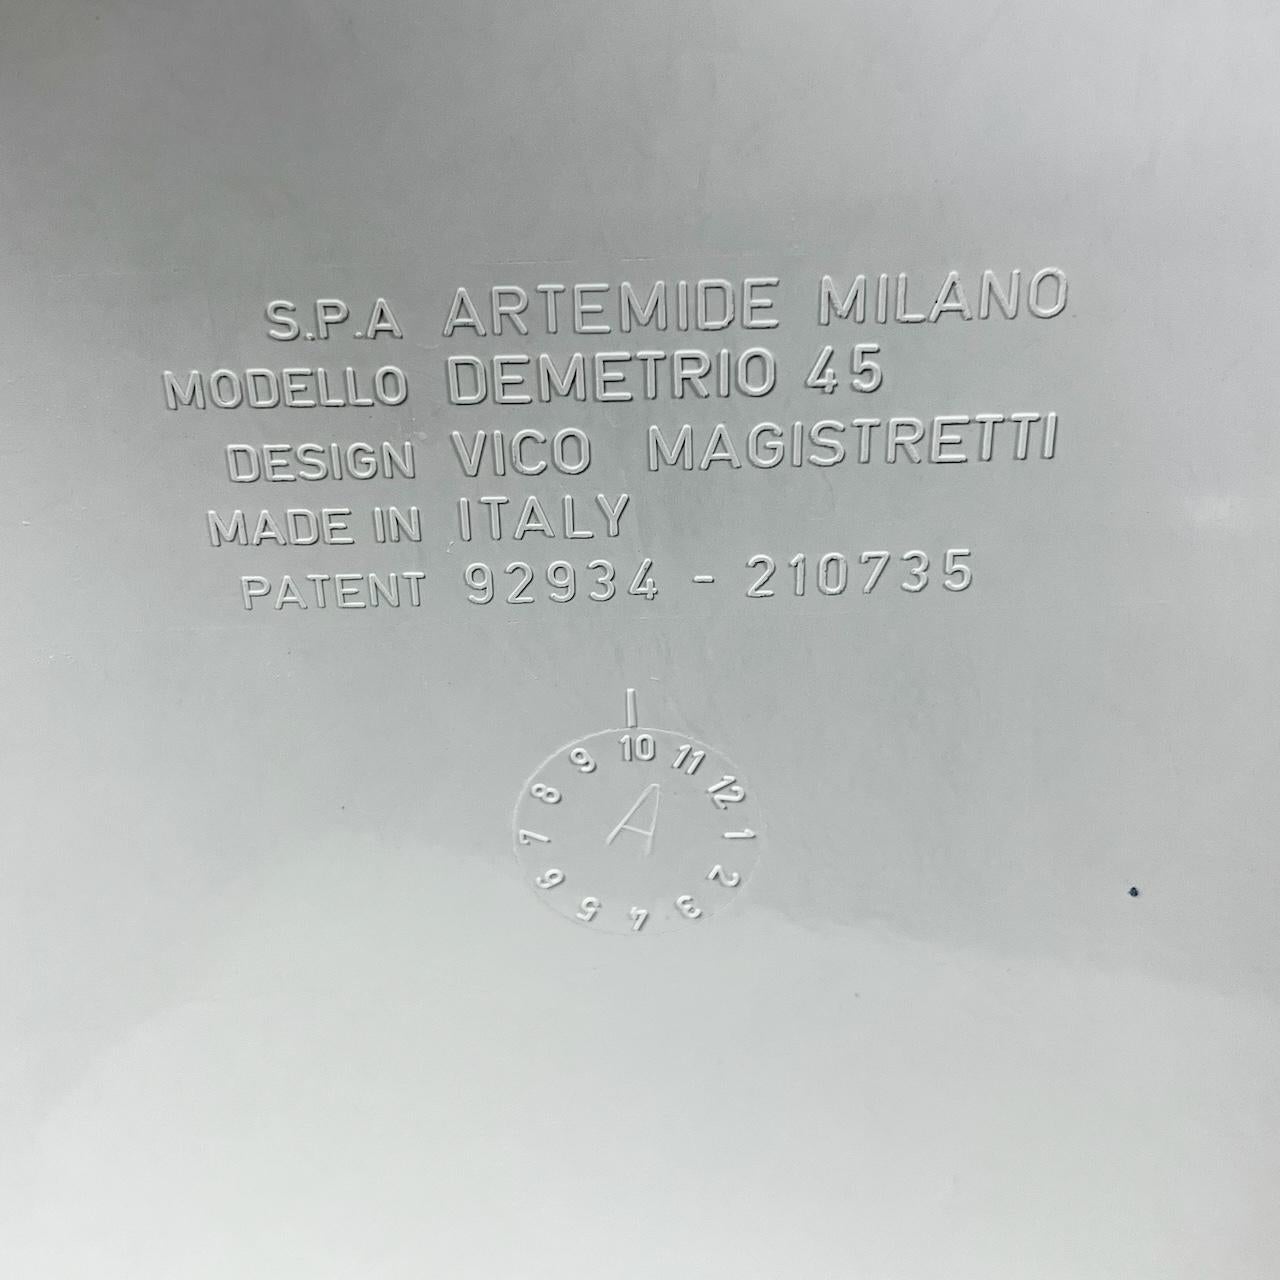 S.P.A ARTEMIDE MILANO
MODELLO DEMETRIO 45
DESIGN VICO MAGISTRETTI
MADE IN ITALY
PATENT 92934 - 210735
I
10 11 12 1 2 3 4 5 6 7 8 9
A